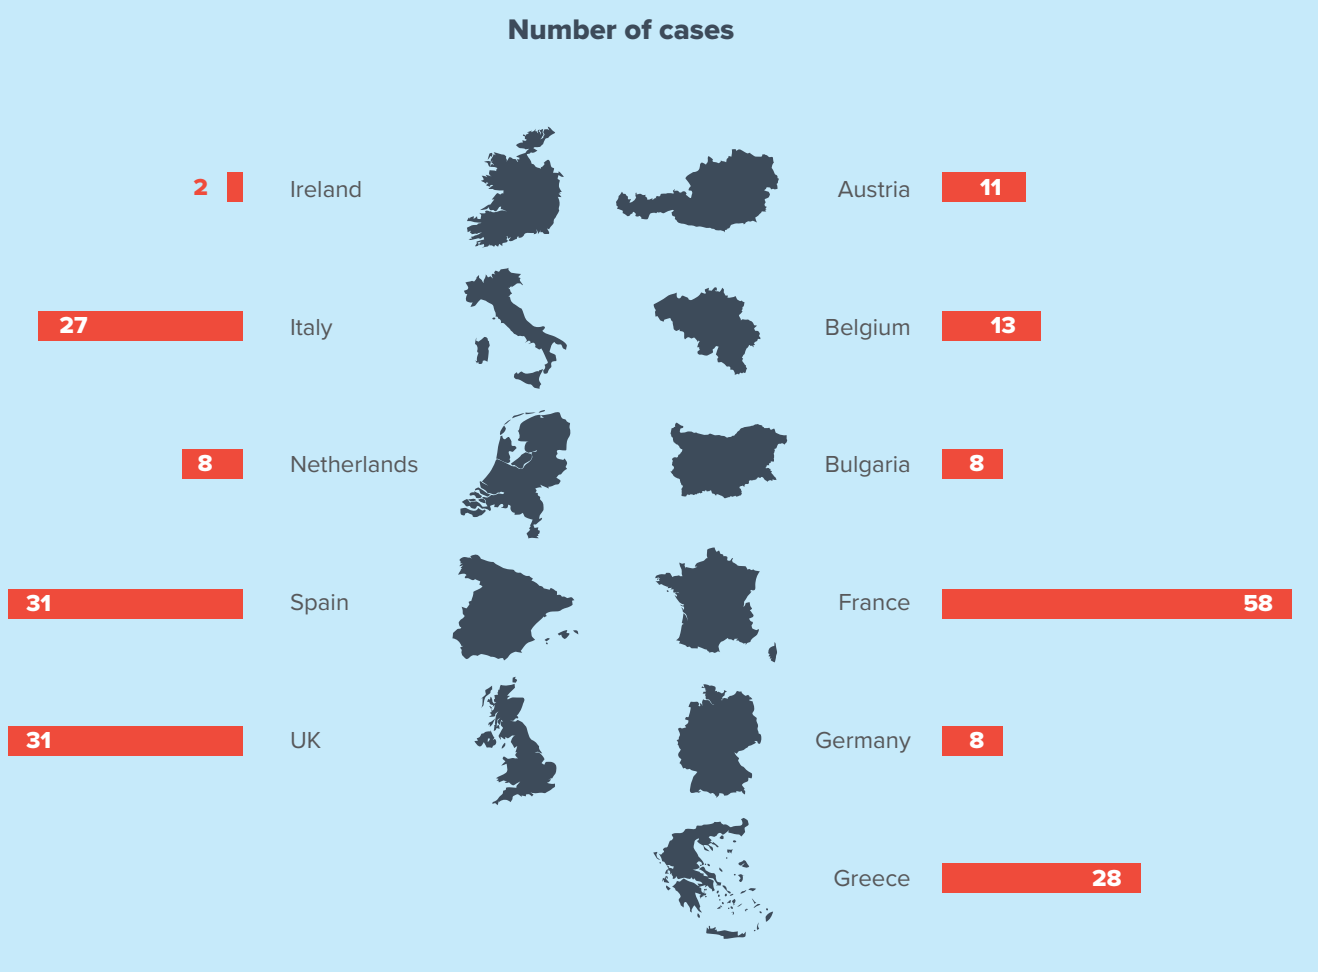 Number of cases
2 Ireland Austria 11
27 Italy Belgium 13
8 Netherlands Bulgaria 8
31 Spain France 58
31 UK Germany 8
Greece 28